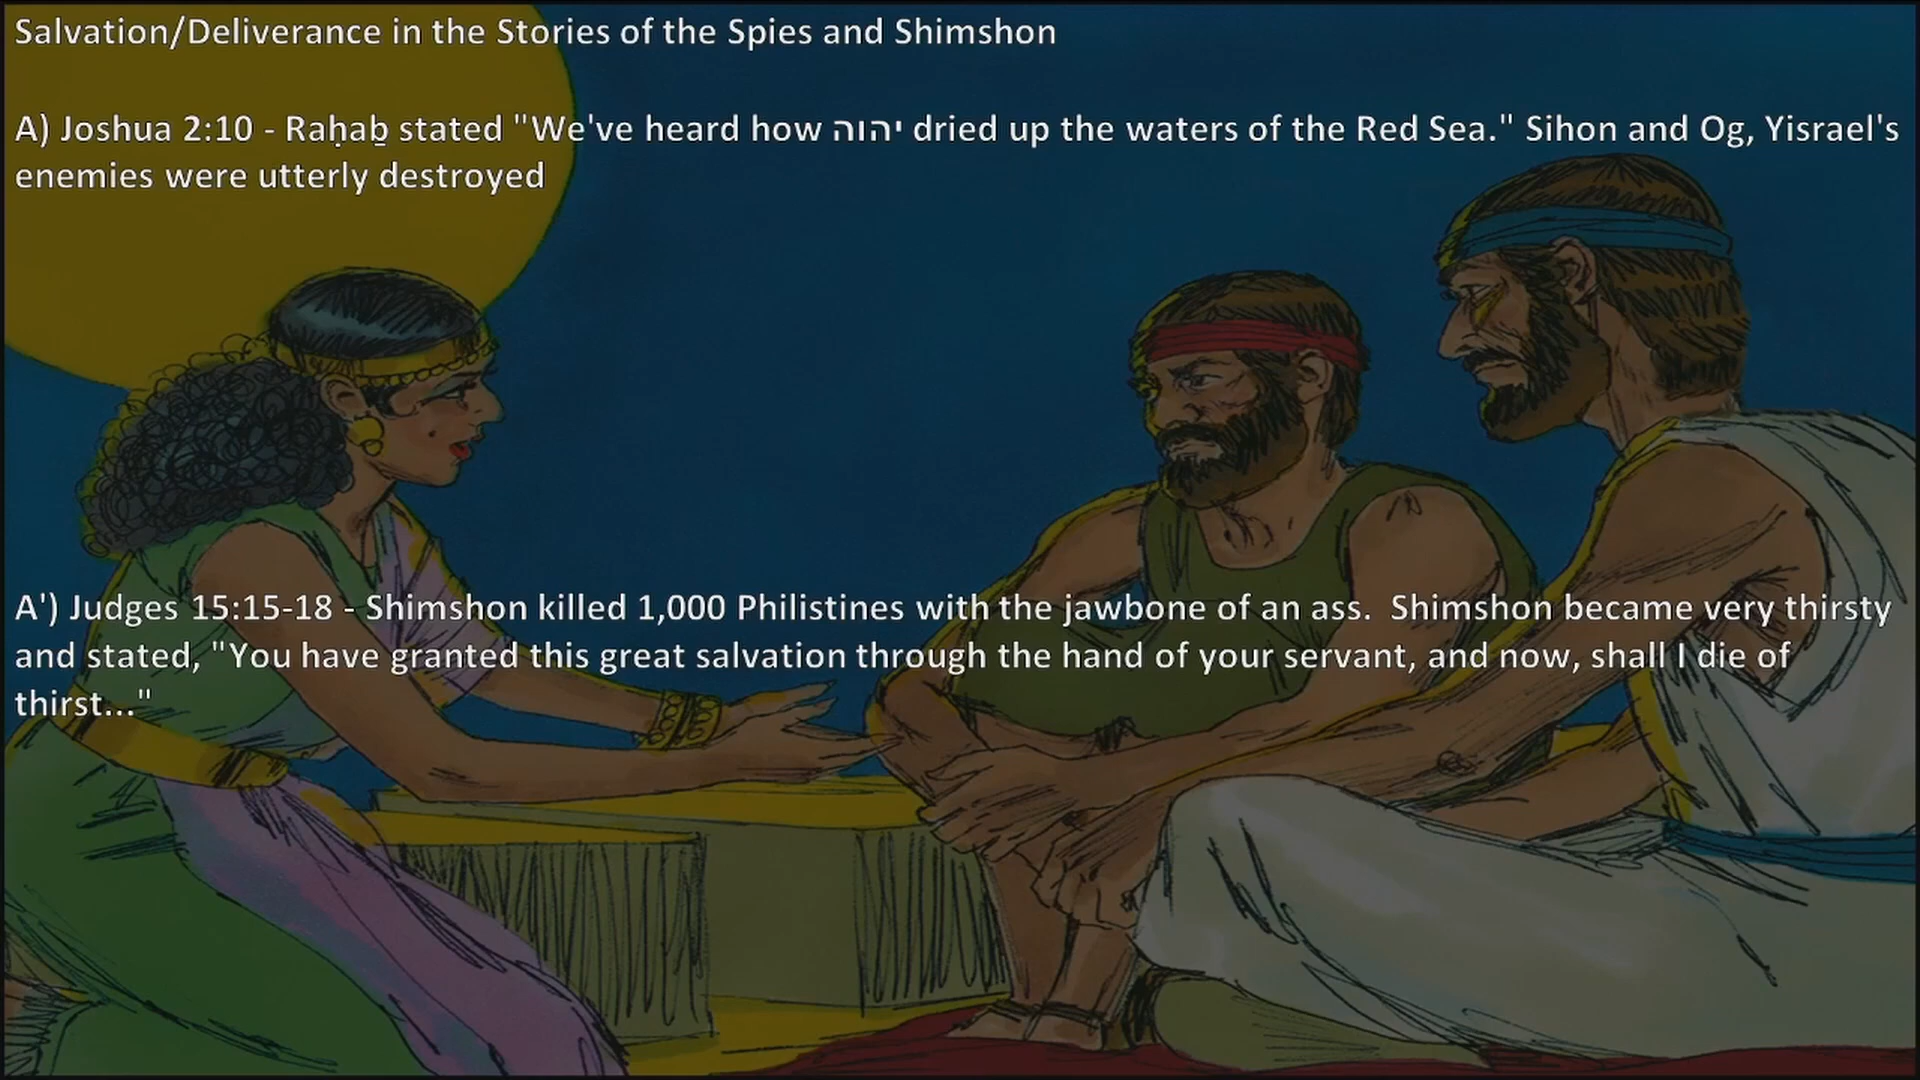 Salvation/Deliverance in the Stories of the Spies and Shimshon
A) Joshua 2:10 - Raḥaḇ stated "We've heard how יהוה dried up the waters of the Red Sea." Sihon and Og, Yisrael's
enemies were utterly destroyed
A') Judges 15:15-18 - Shimshon killed 1,000 Philistines with the jawbone of an ass.  Shimshon became very thirsty
and stated, "You have granted this great salvation through the hand of your servant, and now, shall I die of
thirst..."